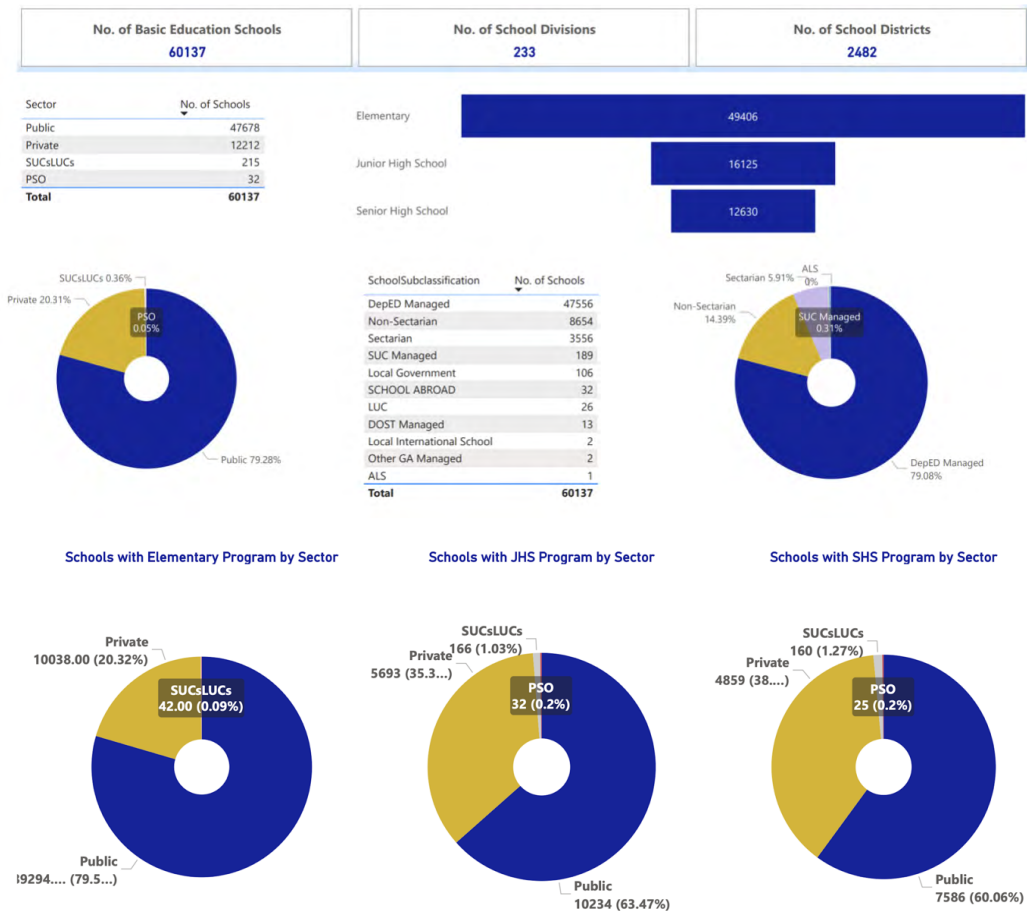 No. of Basic Education Schools
60137
No. of School Divisions
233
No. of School Districts
2482
Sector No. of Schools
Public 47678
Private 12212
SUCsLUCs 215
PSO 32
Total 60137
Elementary 49406
Junior High School 16125
Senior High School 12630
SUCsLUCs 0.36%
Private 20.31%
PSO
0.05%
Public 79.28%
SchoolSubclassification No. of Schools
DepED Managed 47556
Non-Sectarian 8654
Sectarian 3556
SUC Managed 189
Local Government 106
SCHOOL ABROAD 32
LUC 26
DOST Managed 13
Local International School 2
Other GA Managed 2
ALS 1
Total 60137
ALS
0%
Sectarian 5.91%
Non-Sectarian
14.39%
SUC Managed
0.31%
DepED Managed
79.08%
Schools with Elementary Program by Sector
Private
10038.00 (20.32%)
SUCsLUCs
42.00 (0.09%)
Public
39294.... (79.5...)
Schools with JHS Program by Sector
SUCsLUCs
166 (1.03%)
Private
5693 (35.3...)
PSO
32 (0.2%)
Public
10234 (63.47%)
Schools with SHS Program by Sector
SUCsLUCs
160 (1.27%)
Private
4859 (38....)
PSO
25 (0.2%)
Public
7586 (60.06%)